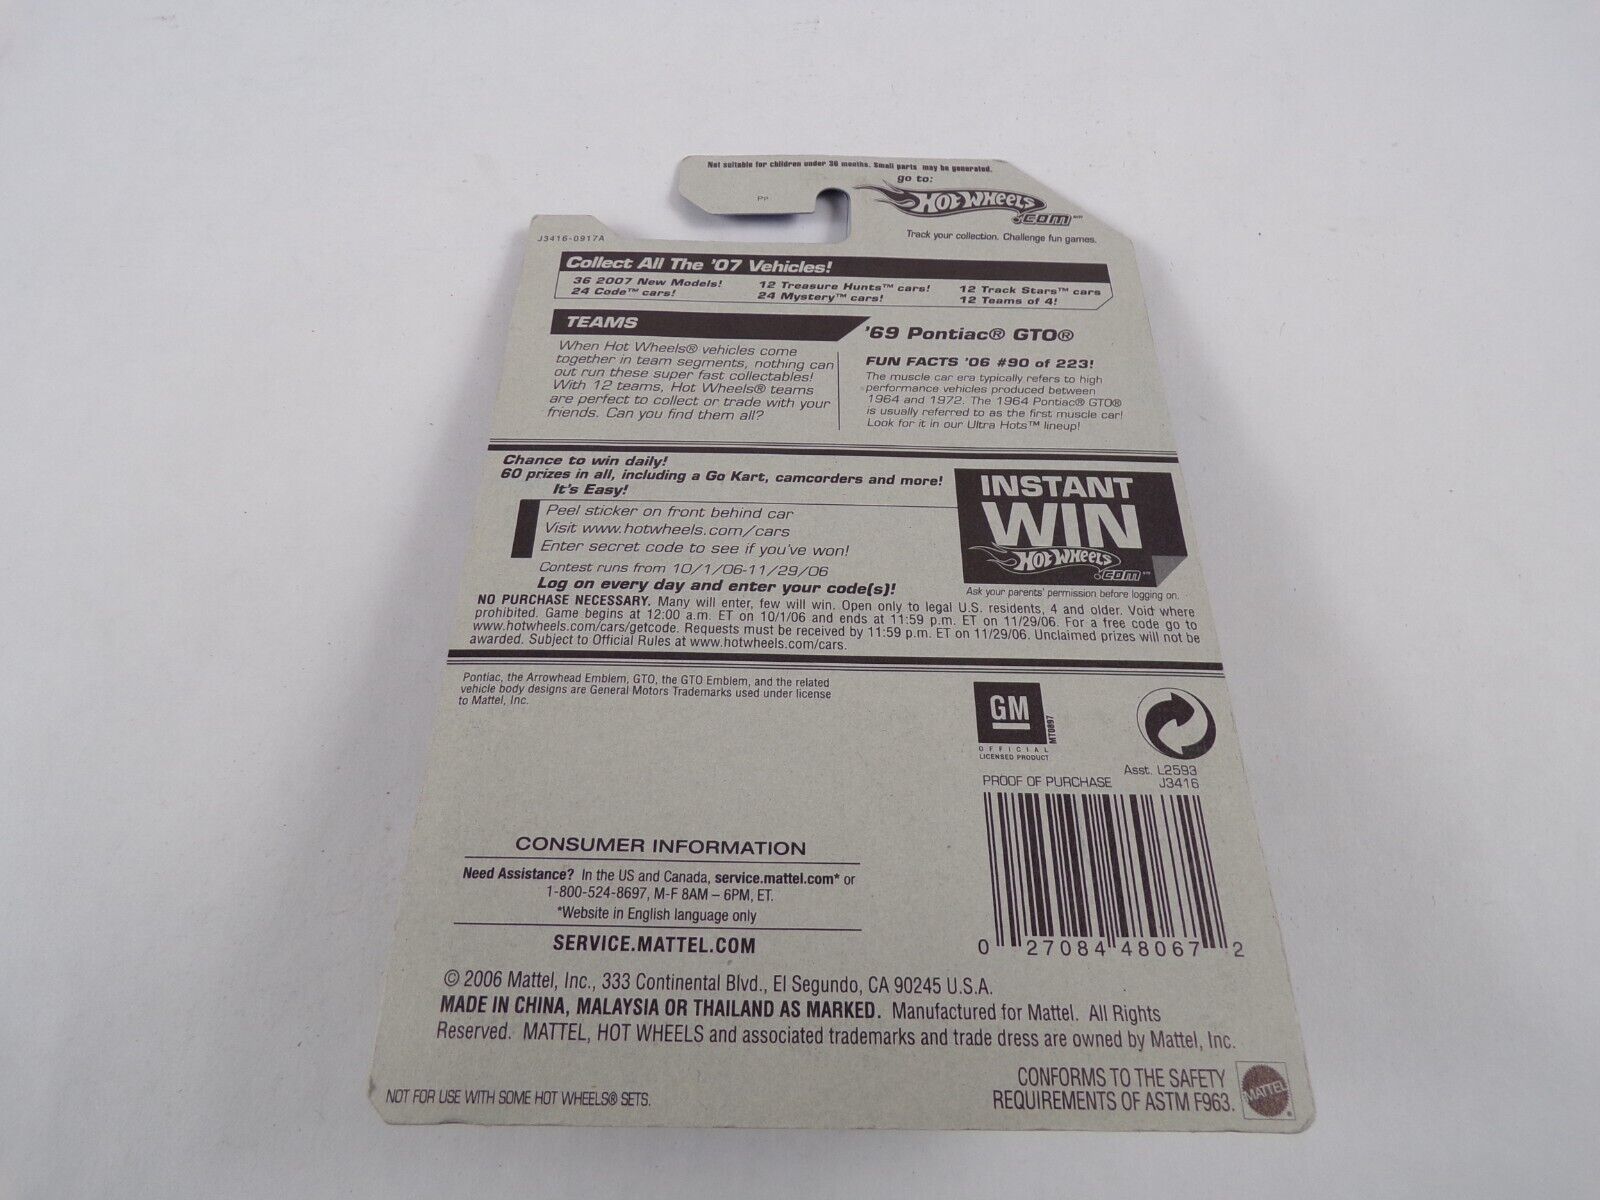 Not suitable for children under 36 months. Small parts may be generated.
go to:
HOT WHEELS
.com℠
Track your collection. Challenge fun games.
PP
J3416-0917A
Collect All The '07 Vehicles!
36 2007 New Models!
24 Code™ cars!
12 Treasure Hunts™ cars!
24 Mystery™ cars!
12 Track Stars™ cars
12 Teams of 4!
TEAMS
When Hot Wheels® vehicles come
together in team segments, nothing can
out run these super fast collectables!
With 12 teams, Hot Wheels® teams
are perfect to collect or trade with your
friends. Can you find them all?
'69 Pontiac® GTO®
FUN FACTS '06 #90 of 223!
The muscle car era typically refers to high
performance vehicles produced between
1964 and 1972. The 1964 Pontiac® GTO®
is usually referred to as the first muscle car!
Look for it in our Ultra Hots™ lineup!
Chance to win daily!
60 prizes in all, including a Go Kart, camcorders and more!
It's Easy!
Peel sticker on front behind car
Visit www.hotwheels.com/cars
Enter secret code to see if you've won!
Contest runs from 10/1/06-11/29/06
Log on every day and enter your code(s)!
INSTANT
WIN
HOT WHEELS
.com℠
Ask your parents' permission before logging on.
NO PURCHASE NECESSARY. Many will enter, few will win. Open only to legal U.S. residents, 4 and older. Void where
prohibited. Game begins at 12:00 a.m. ET on 10/1/06 and ends at 11:59 p.m. ET on 11/29/06. For a free code go to
www.hotwheels.com/cars/getcode. Requests must be received by 11:59 p.m. ET on 11/29/06. Unclaimed prizes will not be
awarded. Subject to Official Rules at www.hotwheels.com/cars.
Pontiac, the Arrowhead Emblem, GTO, the GTO Emblem, and the related
vehicle body designs are General Motors Trademarks used under license
to Mattel, Inc.
GM
MT0897
OFFICIAL
LICENSED PRODUCT
Asst. L2593
PROOF OF PURCHASE J3416
0 27084 48067 2
CONSUMER INFORMATION
Need Assistance? In the US and Canada, service.mattel.com* or
1-800-524-8697, M-F 8AM – 6PM, ET.
*Website in English language only
SERVICE.MATTEL.COM
© 2006 Mattel, Inc., 333 Continental Blvd., El Segundo, CA 90245 U.S.A.
MADE IN CHINA, MALAYSIA OR THAILAND AS MARKED. Manufactured for Mattel. All Rights
Reserved. MATTEL, HOT WHEELS and associated trademarks and trade dress are owned by Mattel, Inc.
NOT FOR USE WITH SOME HOT WHEELS® SETS.
CONFORMS TO THE SAFETY
REQUIREMENTS OF ASTM F963.
MATTEL